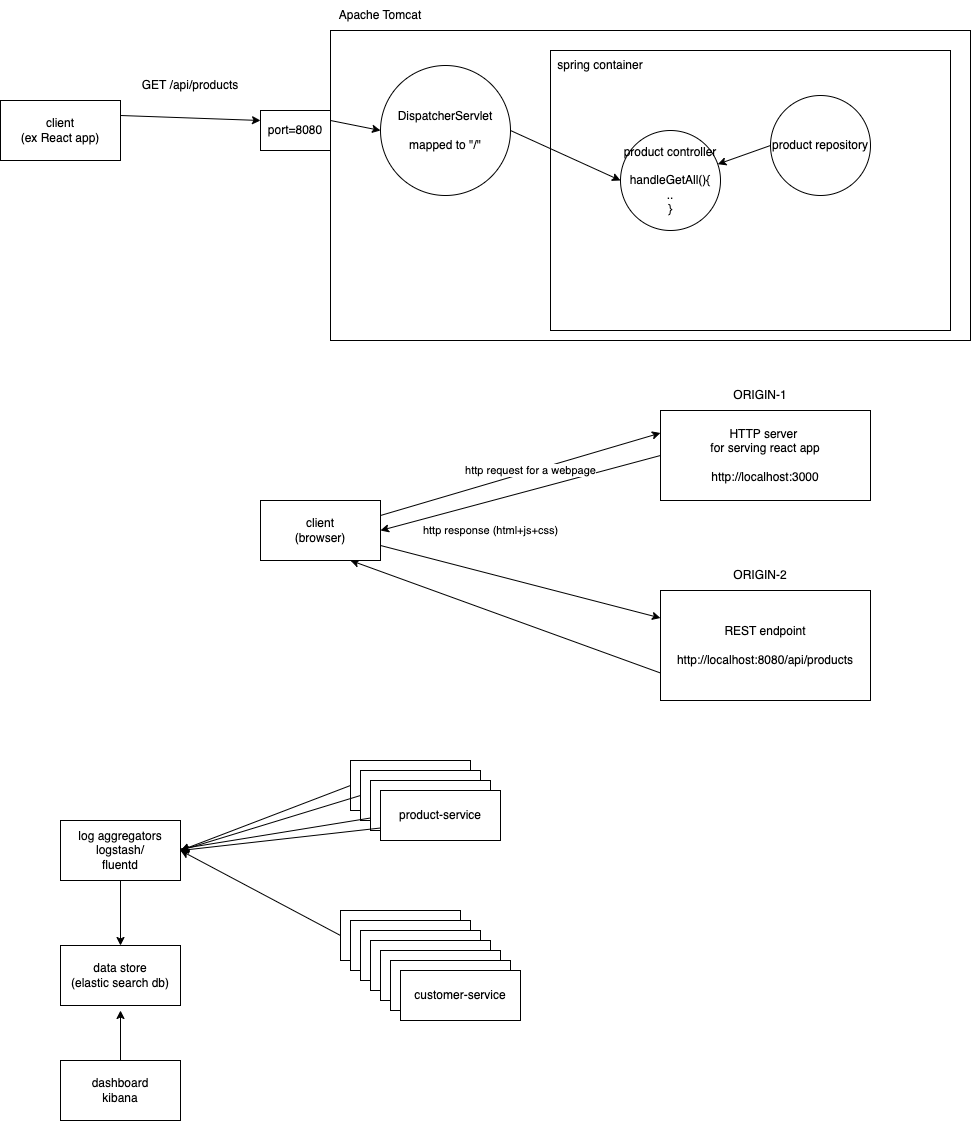 Apache Tomcat
GET /api/products
client
(ex React app)
port=8080
DispatcherServlet
mapped to "/"
spring container
product controller
handleGetAll(){
..
}
product repository
ORIGIN-1
HTTP server
for serving react app
http://localhost:3000
http request for a webpage
http response (html+js+css)
client
(browser)
ORIGIN-2
REST endpoint
http://localhost:8080/api/products
product-service
log aggregators
logstash/
fluentd
data store
(elastic search db)
customer-service
dashboard
kibana